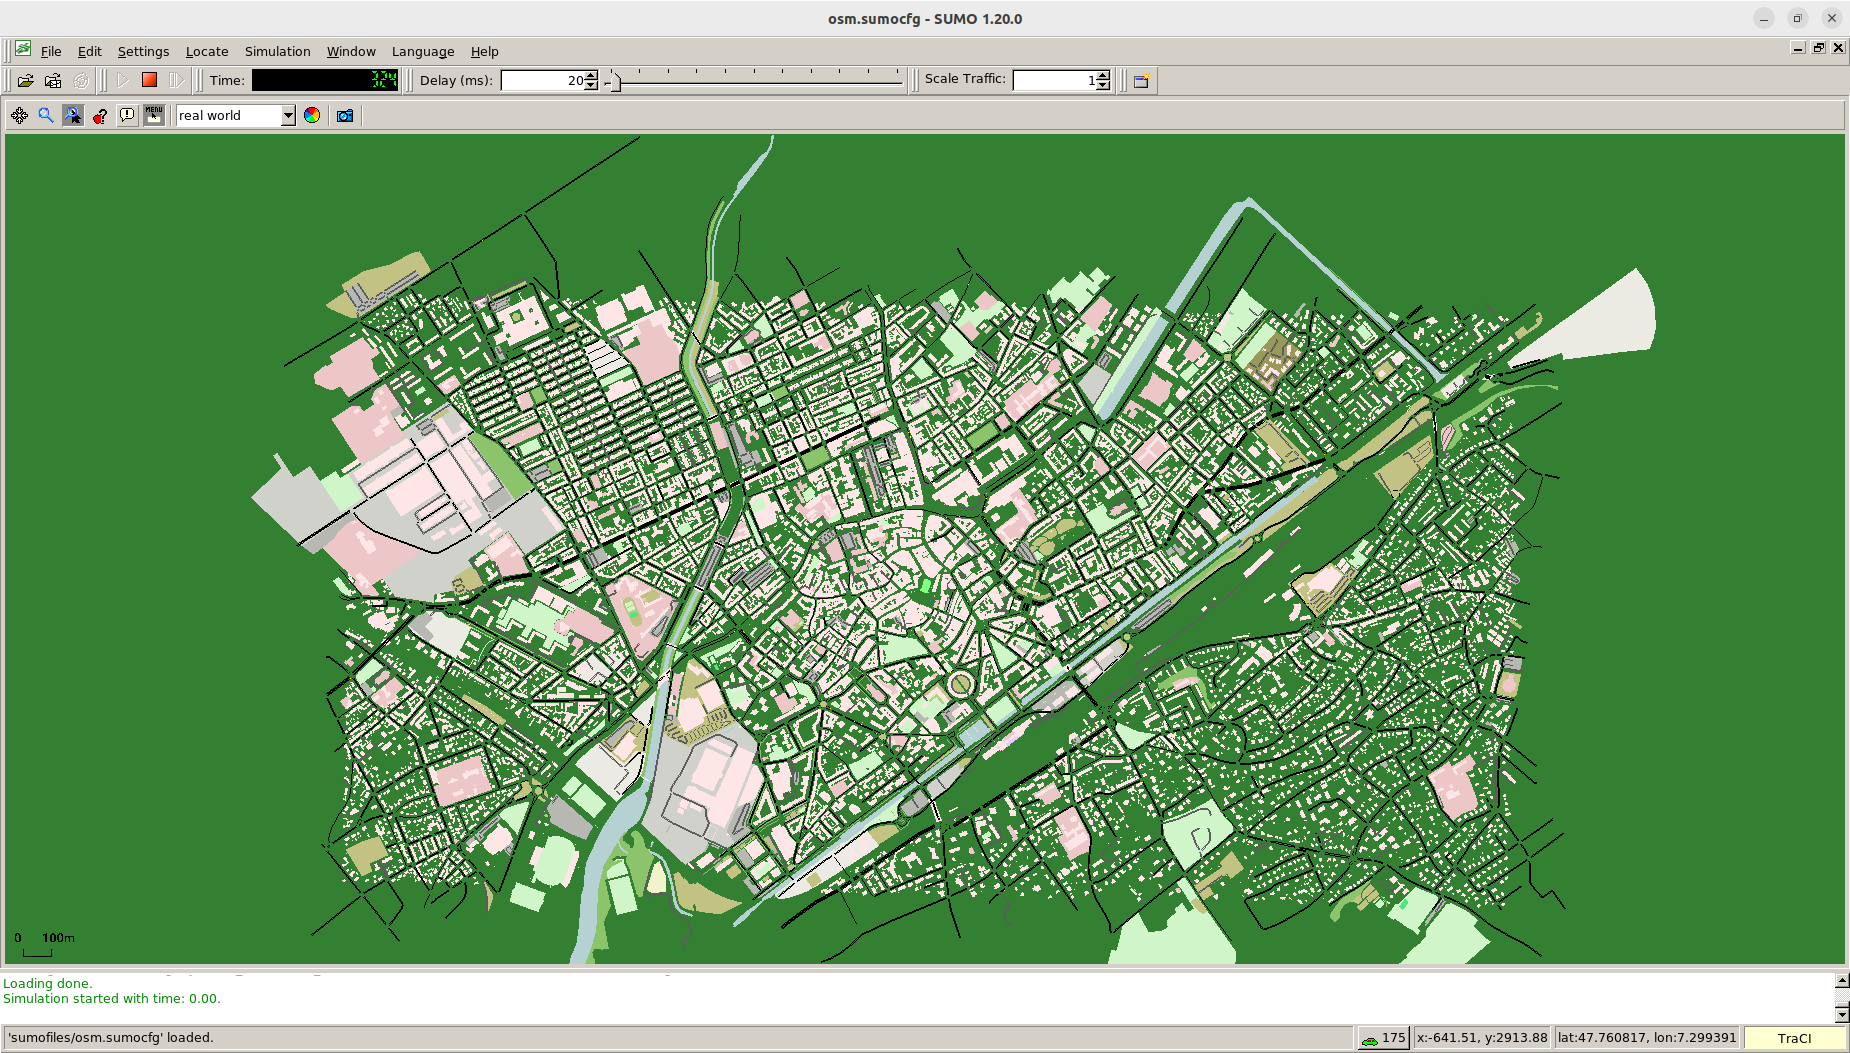 osm.sumocfg - SUMO 1.20.0
File Edit Settings Locate Simulation Window Language Help
Time: 324 Delay (ms): 20 Scale Traffic: 1
MENU real world
0 100m
Loading done.
Simulation started with time: 0.00.
'sumofiles/osm.sumocfg' loaded. 175 x:-641.51, y:2913.88 lat:47.760817, lon:7.299391 TraCI